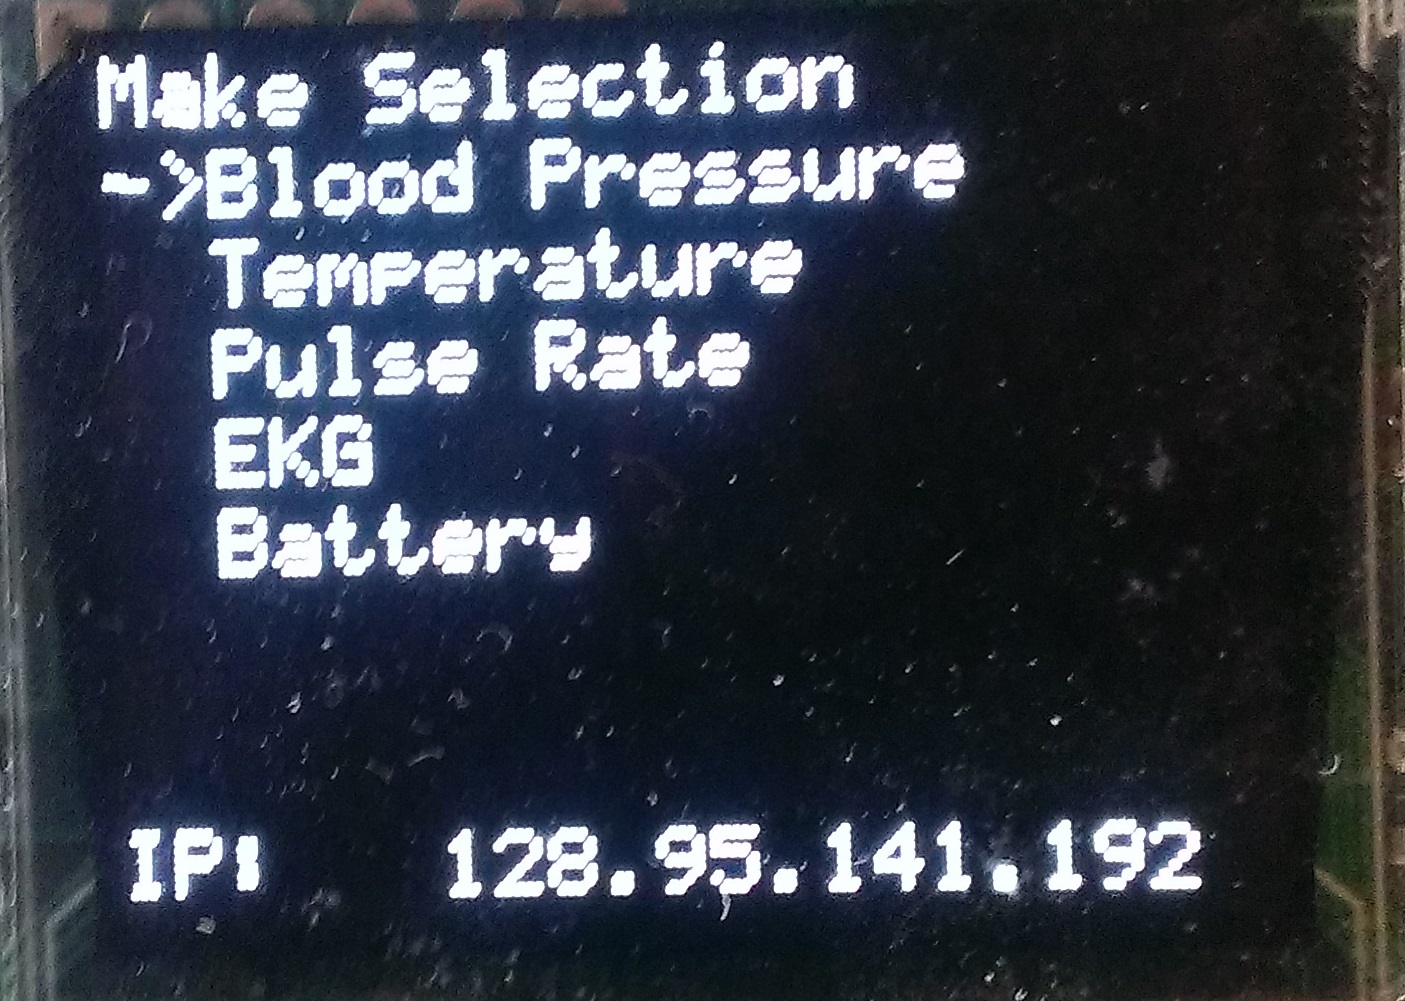 Make Selection
->Blood Pressure
Temperature
Pulse Rate
EKG
Battery
IP: 128.95.141.192